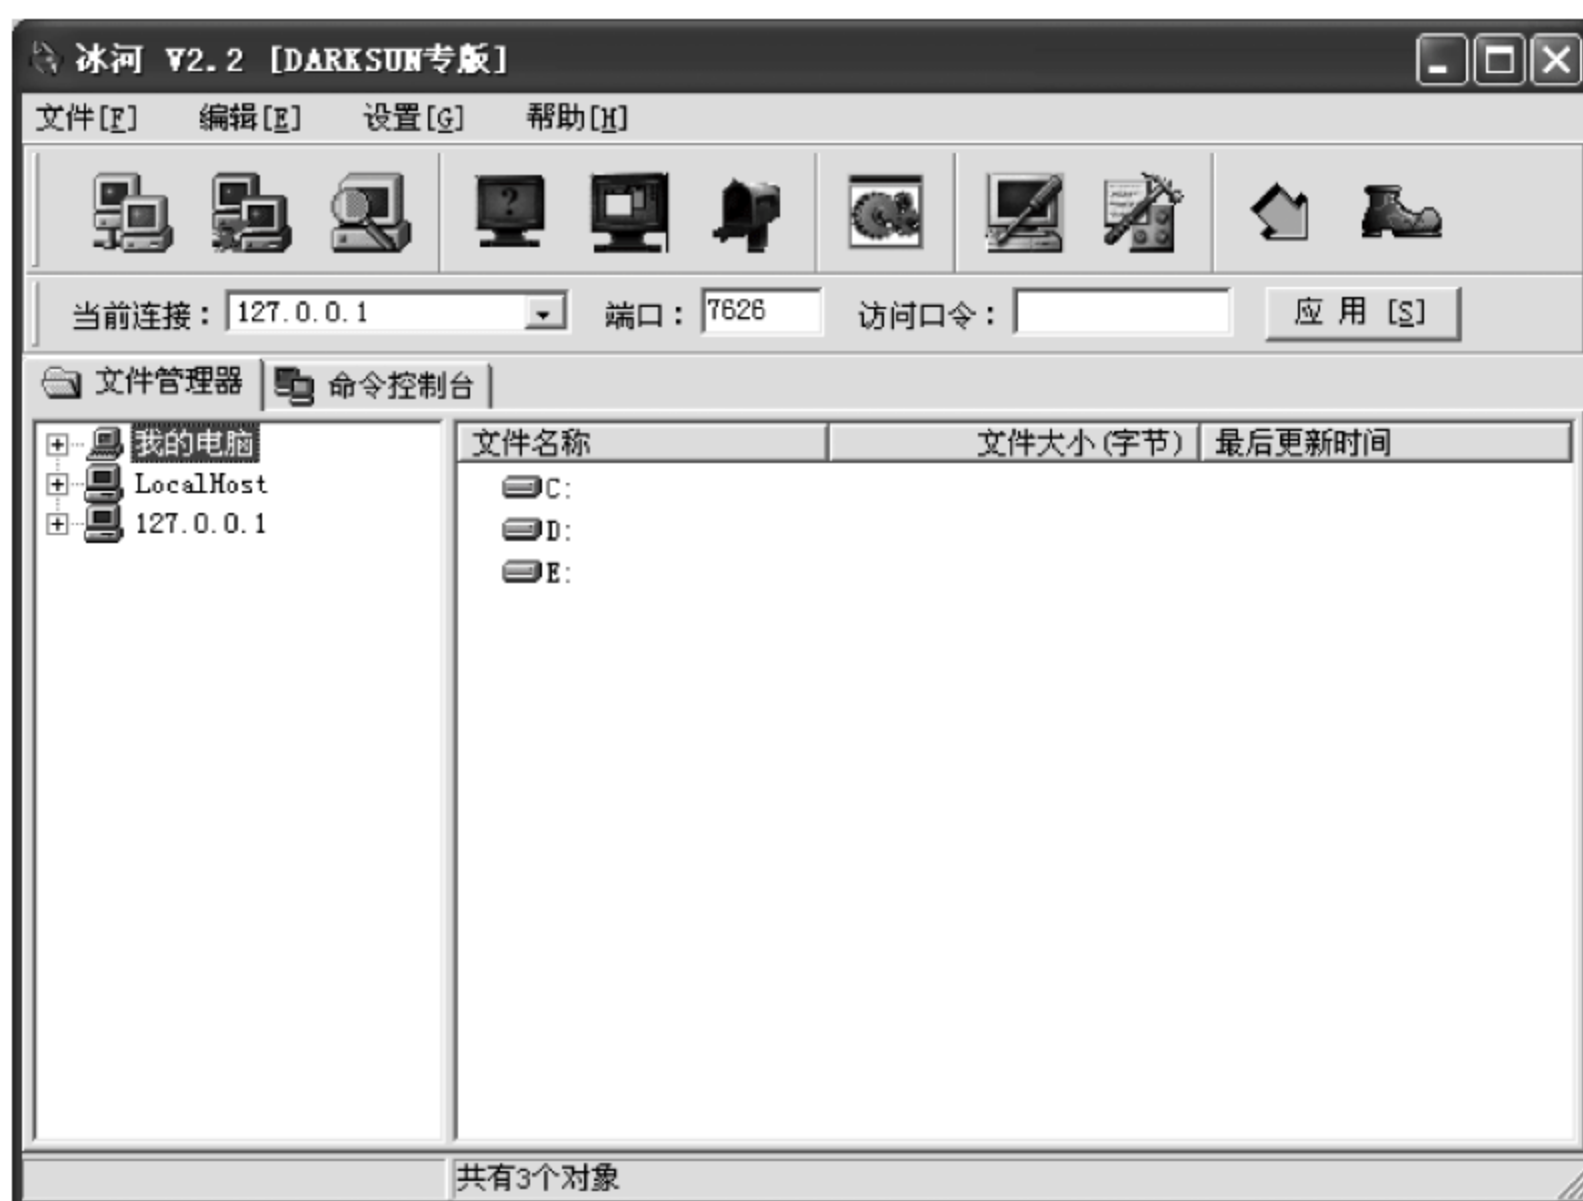 冰河 V2.2 [DARKSUN专版]
文件[F] 编辑[E] 设置[G] 帮助[H]
当前连接： 127.0.0.1 端口： 7626 访问口令： 应 用 [S]
文件管理器 命令控制台
我的电脑
LocalHost
127.0.0.1
文件名称 文件大小(字节) 最后更新时间
C:
D:
E:
共有3个对象